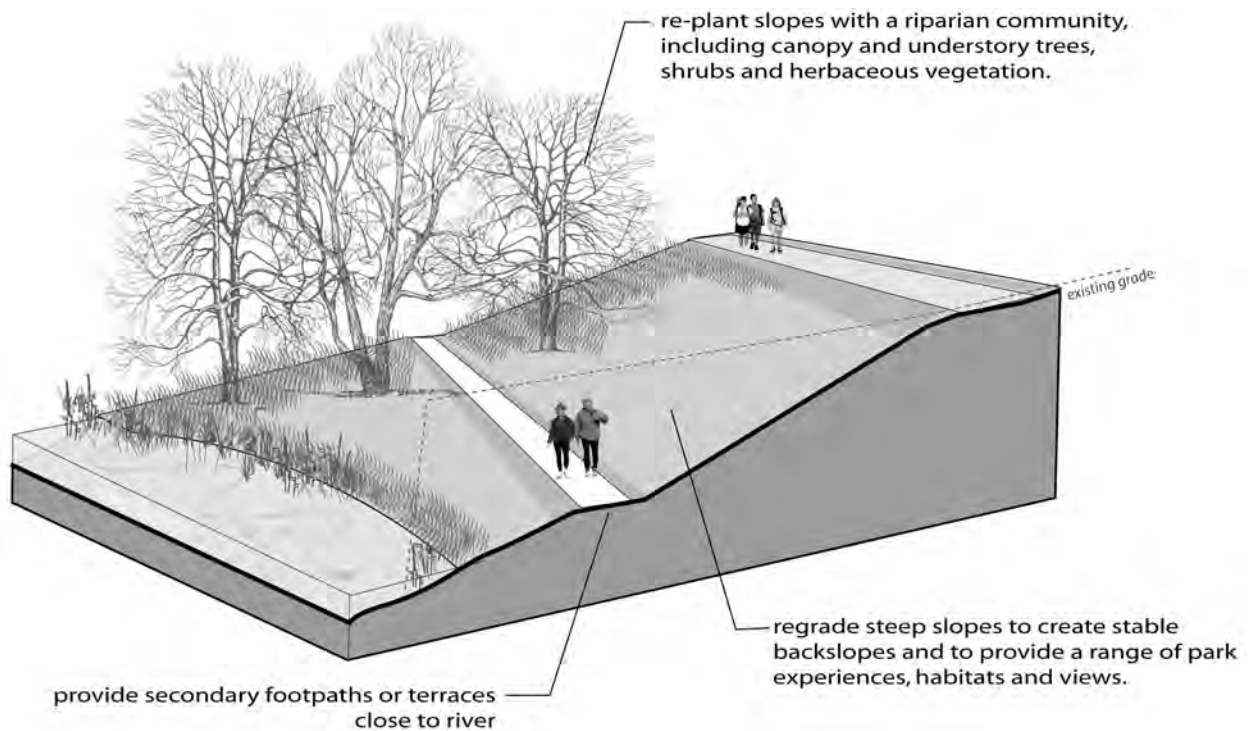 re-plant slopes with a riparian community,
including canopy and understory trees,
shrubs and herbaceous vegetation.
existing grade
regrade steep slopes to create stable
backslopes and to provide a range of park
experiences, habitats and views.
provide secondary footpaths or terraces
close to river